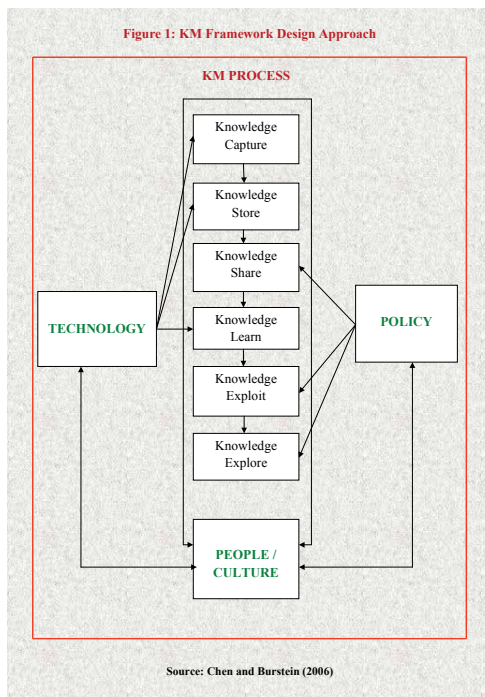 Figure 1: KM Framework Design Approach
KM PROCESS
Knowledge
Capture
Knowledge
Store
Knowledge
Share
TECHNOLOGY
Knowledge
Learn
POLICY
Knowledge
Exploit
Knowledge
Explore
PEOPLE /
CULTURE
Source: Chen and Burstein (2006)